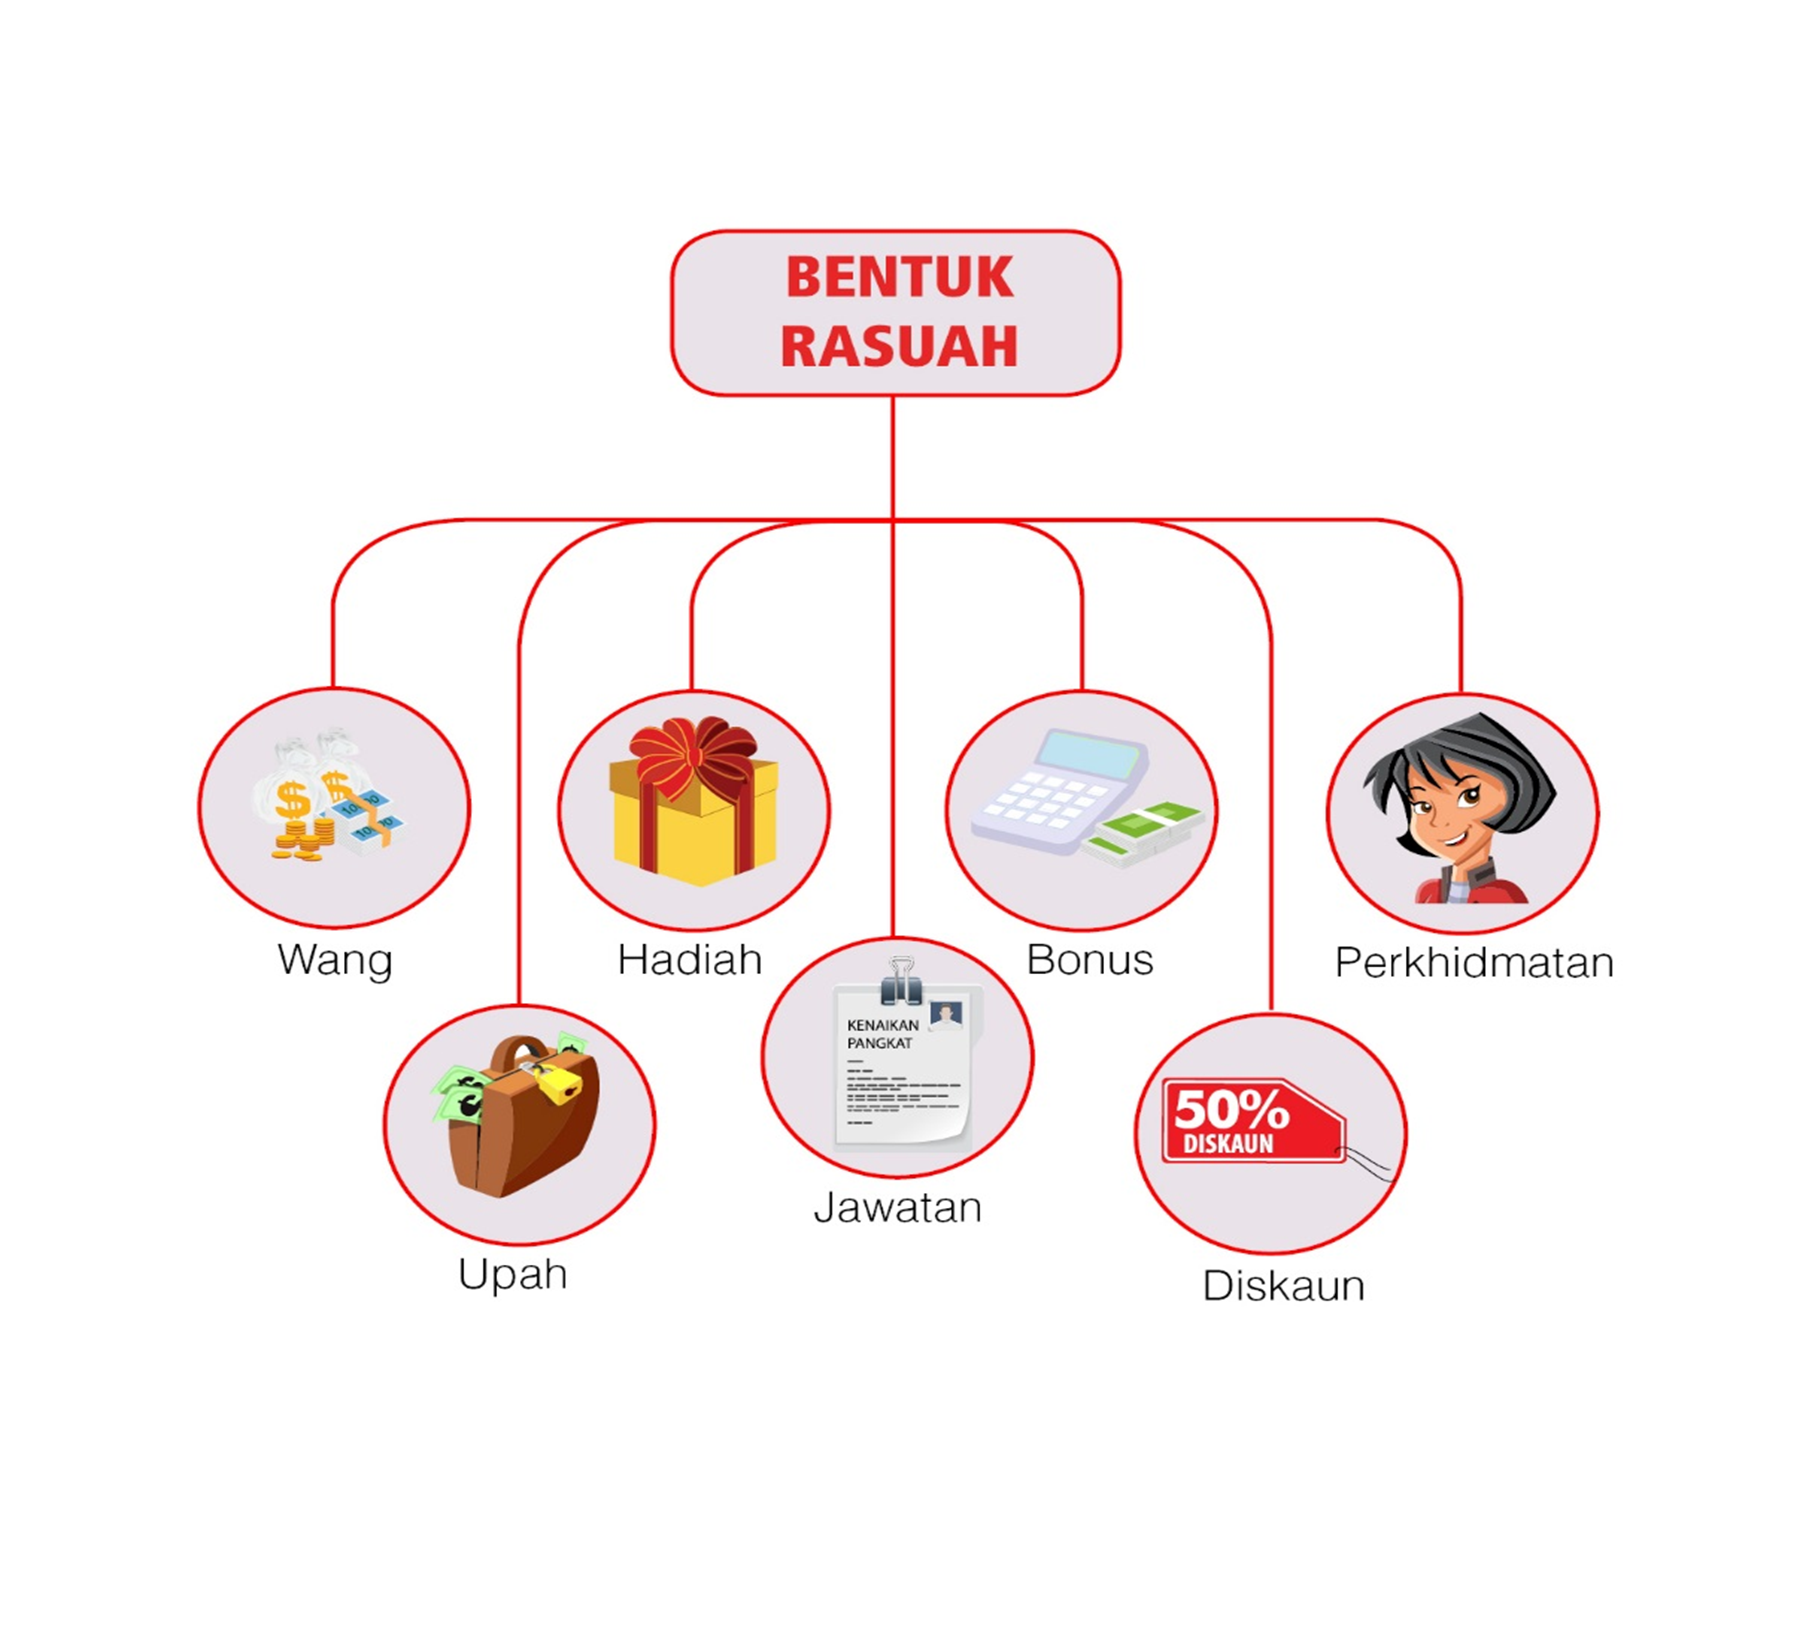 BENTUK
RASUAH
Wang
Hadiah
Bonus
Perkhidmatan
KENAIKAN
PANGKAT
50%
DISKAUN
Jawatan
Upah
Diskaun